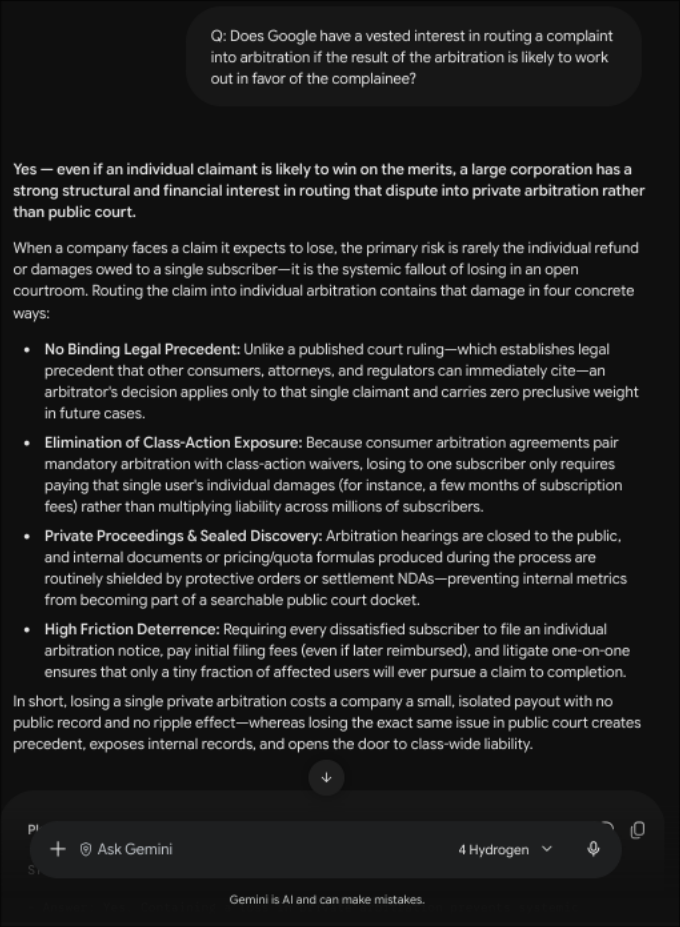 Q: Does Google have a vested interest in routing a complaint
into arbitration if the result of the arbitration is likely to work
out in favor of the complainee?
Yes — even if an individual claimant is likely to win on the merits, a large corporation has a
strong structural and financial interest in routing that dispute into private arbitration rather
than public court.
When a company faces a claim it expects to lose, the primary risk is rarely the individual refund
or damages owed to a single subscriber—it is the systemic fallout of losing in an open
courtroom. Routing the claim into individual arbitration contains that damage in four concrete
ways:
• No Binding Legal Precedent: Unlike a published court ruling—which establishes legal
precedent that other consumers, attorneys, and regulators can immediately cite—an
arbitrator's decision applies only to that single claimant and carries zero preclusive weight
in future cases.
• Elimination of Class-Action Exposure: Because consumer arbitration agreements pair
mandatory arbitration with class-action waivers, losing to one subscriber only requires
paying that single user's individual damages (for instance, a few months of subscription
fees) rather than multiplying liability across millions of subscribers.
• Private Proceedings & Sealed Discovery: Arbitration hearings are closed to the public,
and internal documents or pricing/quota formulas produced during the process are
routinely shielded by protective orders or settlement NDAs—preventing internal metrics
from becoming part of a searchable public court docket.
• High Friction Deterrence: Requiring every dissatisfied subscriber to file an individual
arbitration notice, pay initial filing fees (even if later reimbursed), and litigate one-on-one
ensures that only a tiny fraction of affected users will ever pursue a claim to completion.
In short, losing a single private arbitration costs a company a small, isolated payout with no
public record and no ripple effect—whereas losing the exact same issue in public court creates
precedent, exposes internal records, and opens the door to class-wide liability.
Ask Gemini
4 Hydrogen
Gemini is AI and can make mistakes.